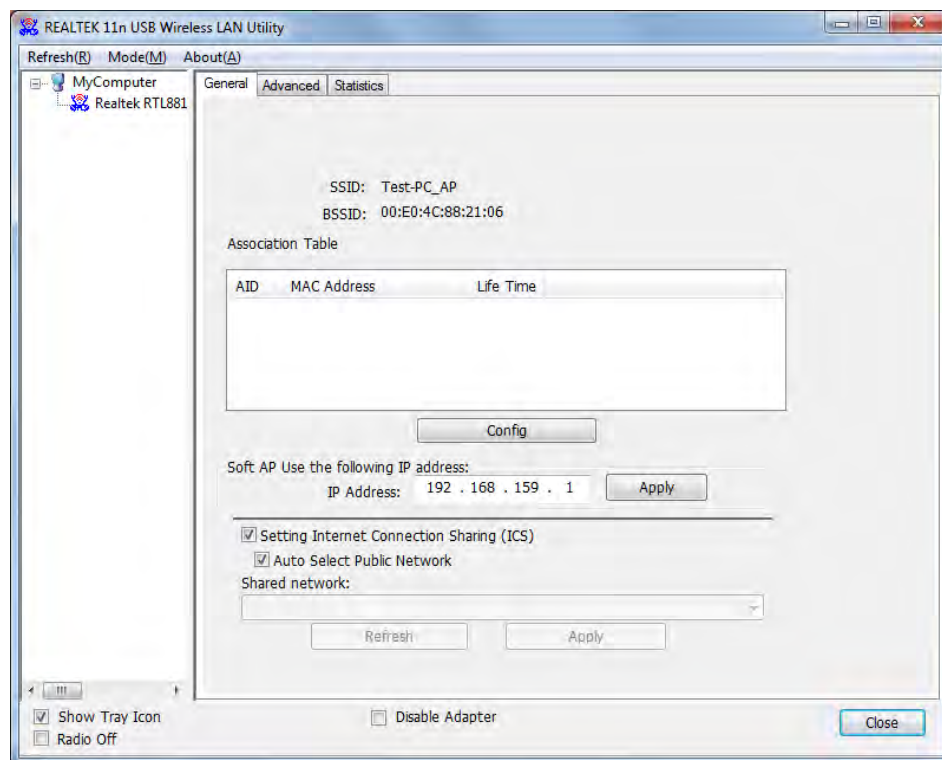 REALTEK 11n USB Wireless LAN Utility
Refresh(R) Mode(M) About(A)
MyComputer
Realtek RTL881
General Advanced Statistics
SSID: Test-PC_AP
BSSID: 00:E0:4C:88:21:06
Association Table
AID MAC Address Life Time
Config
Soft AP Use the following IP address:
IP Address: 192 . 168 . 159 . 1 Apply
Setting Internet Connection Sharing (ICS)
Auto Select Public Network
Shared network:
Refresh Apply
Show Tray Icon Disable Adapter
Radio Off
Close